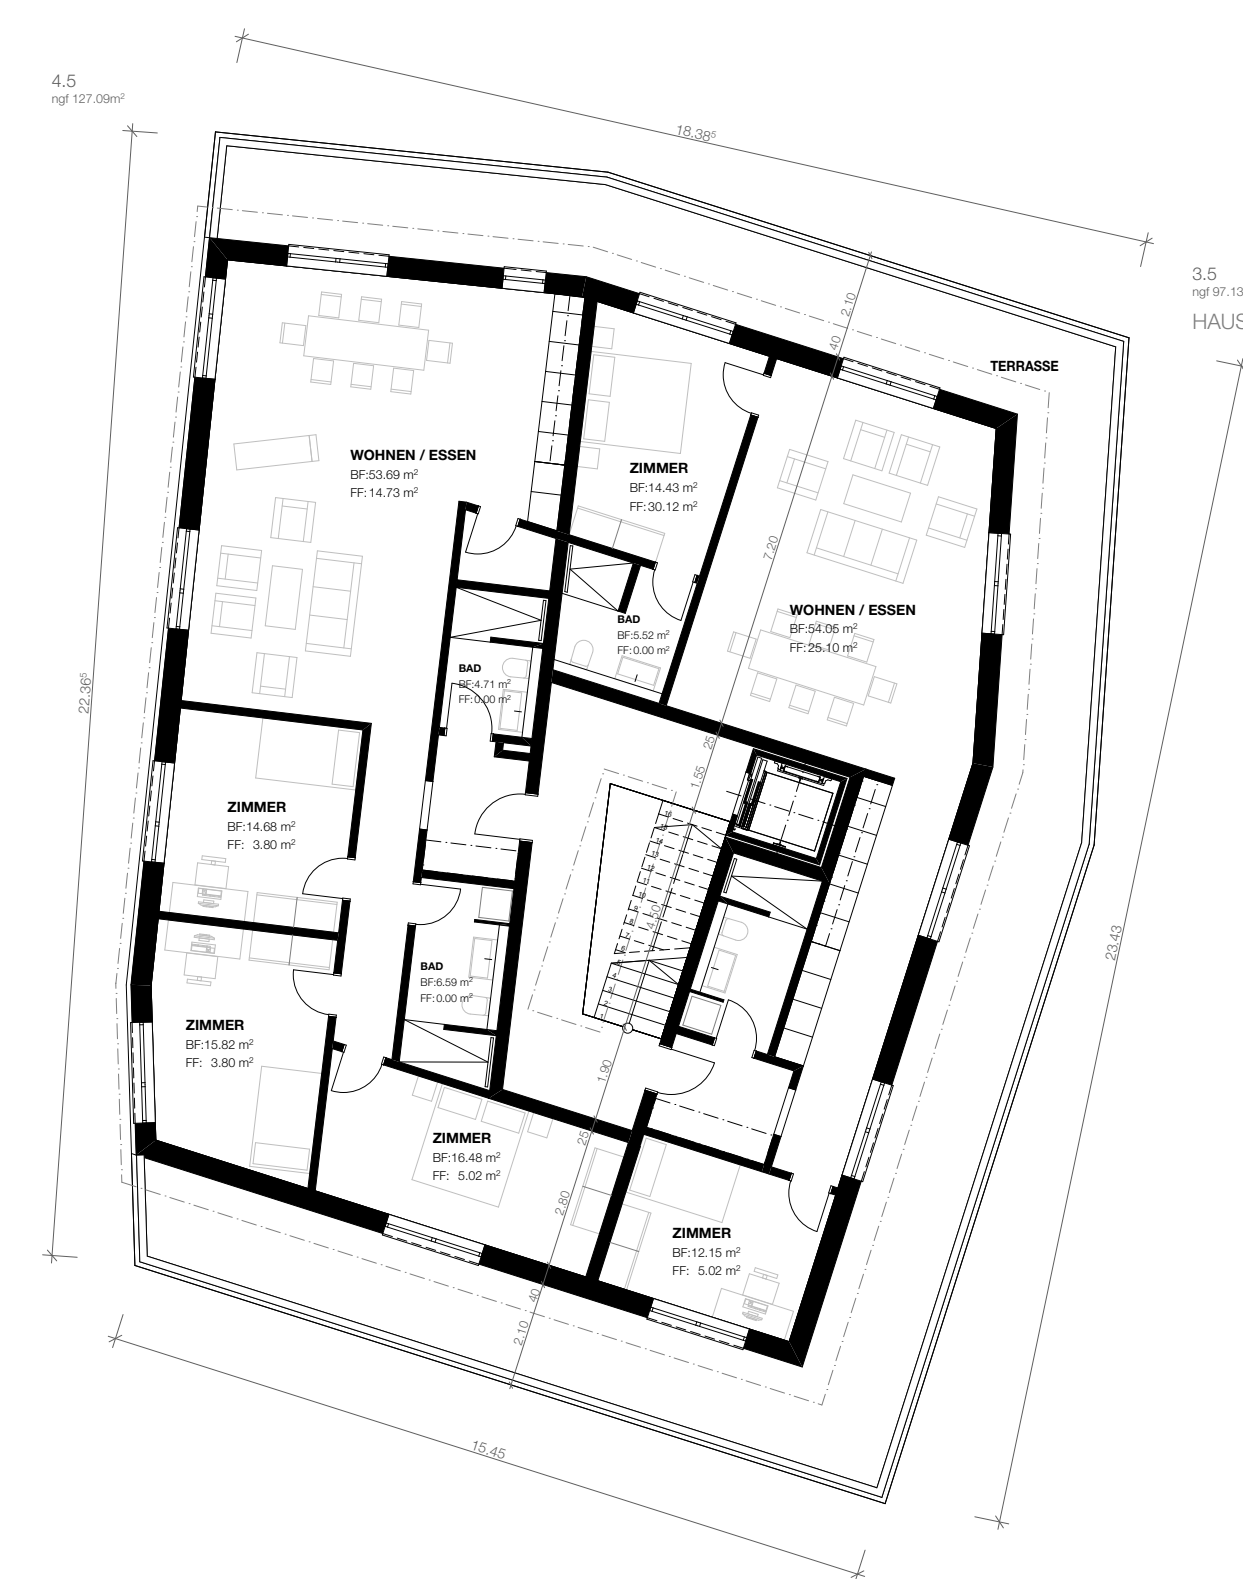 4.5
ngf 127.09m²
18.38⁵
3.5
ngf 97.13
HAUS
2.10
40
TERRASSE
WOHNEN / ESSEN
BF:53.69 m²
FF: 14.73 m²
ZIMMER
BF:14.43 m²
FF:30.12 m²
7.20
WOHNEN / ESSEN
BF:54.05 m²
FF:25.10 m²
BAD
BF:5.52 m²
FF:0.00 m²
BAD
BF:4.71 m²
FF:0.00 m²
22.36⁵
25
1.55
ZIMMER
BF:14.68 m²
FF: 3.80 m²
4.50
23.43
BAD
BF:6.59 m²
FF:0.00 m²
ZIMMER
BF:15.82 m²
FF: 3.80 m²
1.90
25
ZIMMER
BF:16.48 m²
FF: 5.02 m²
2.80
ZIMMER
BF:12.15 m²
FF: 5.02 m²
40
2.10
15.45